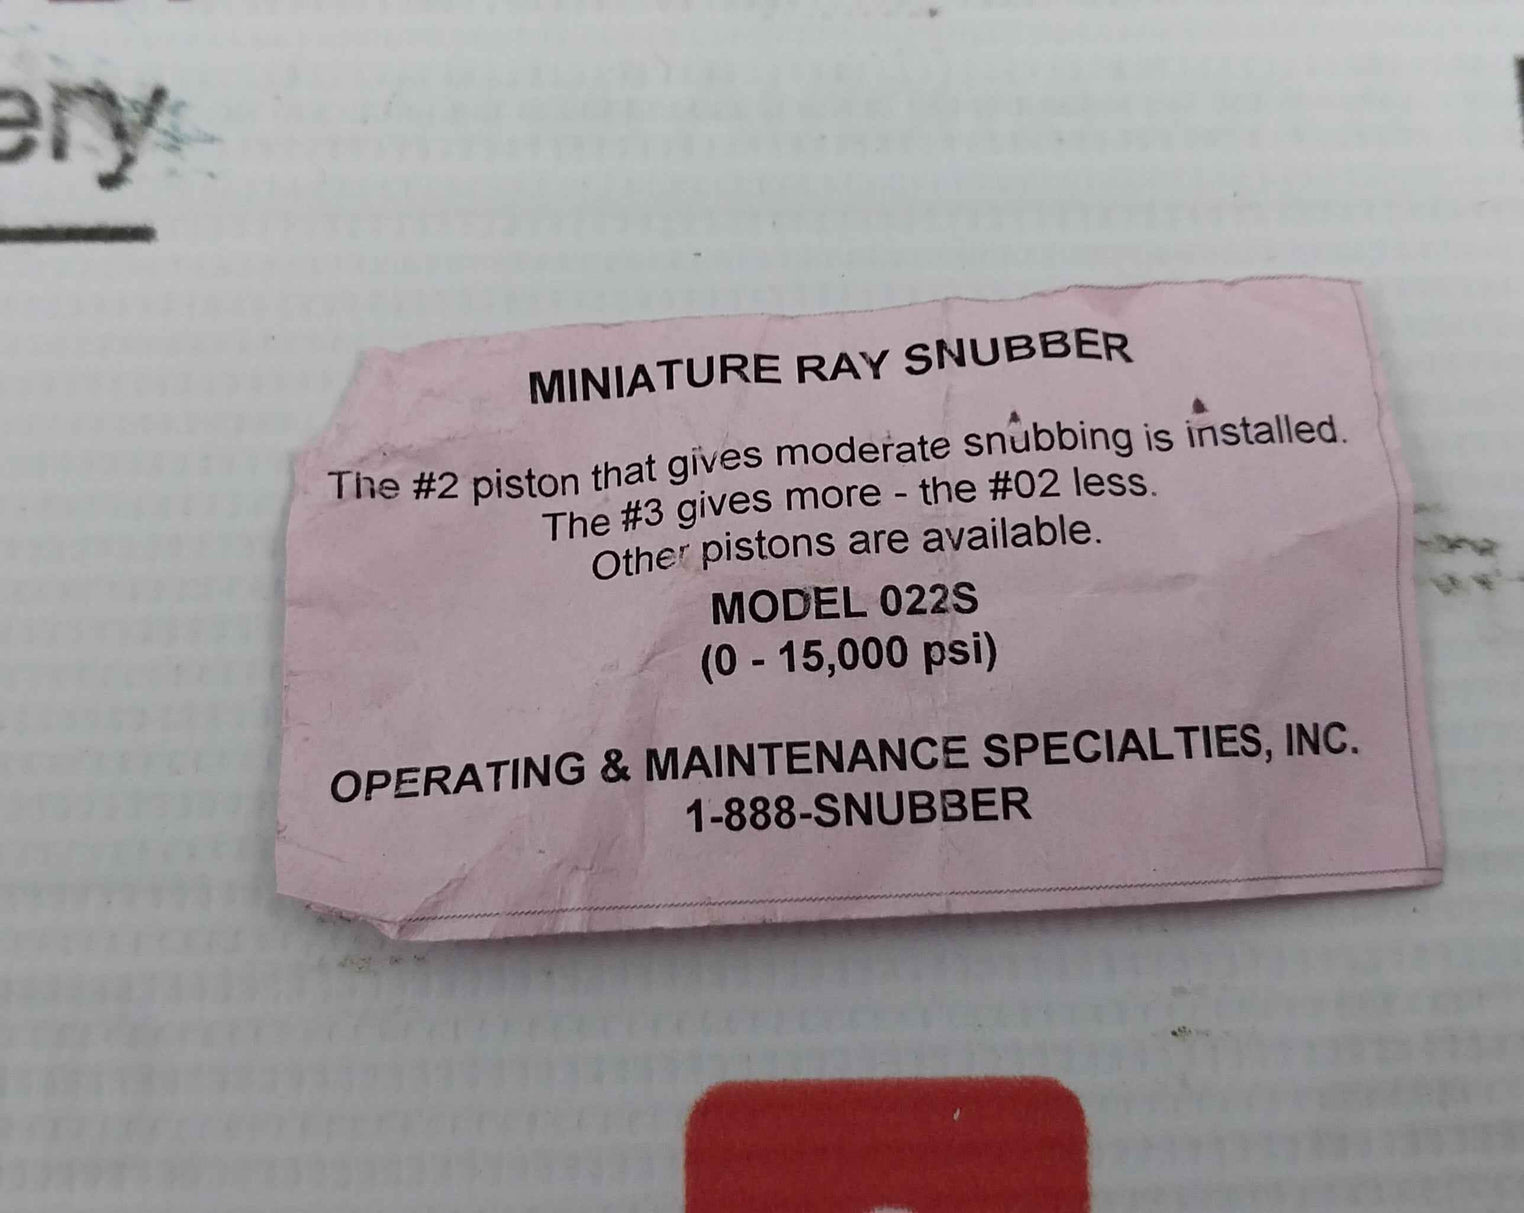 ery
MINIATURE RAY SNUBBER
The #2 piston that gives moderate snubbing is installed.
The #3 gives more - the #02 less.
Other pistons are available.
MODEL 022S
(0 - 15,000 psi)
OPERATING & MAINTENANCE SPECIALTIES, INC.
1-888-SNUBBER